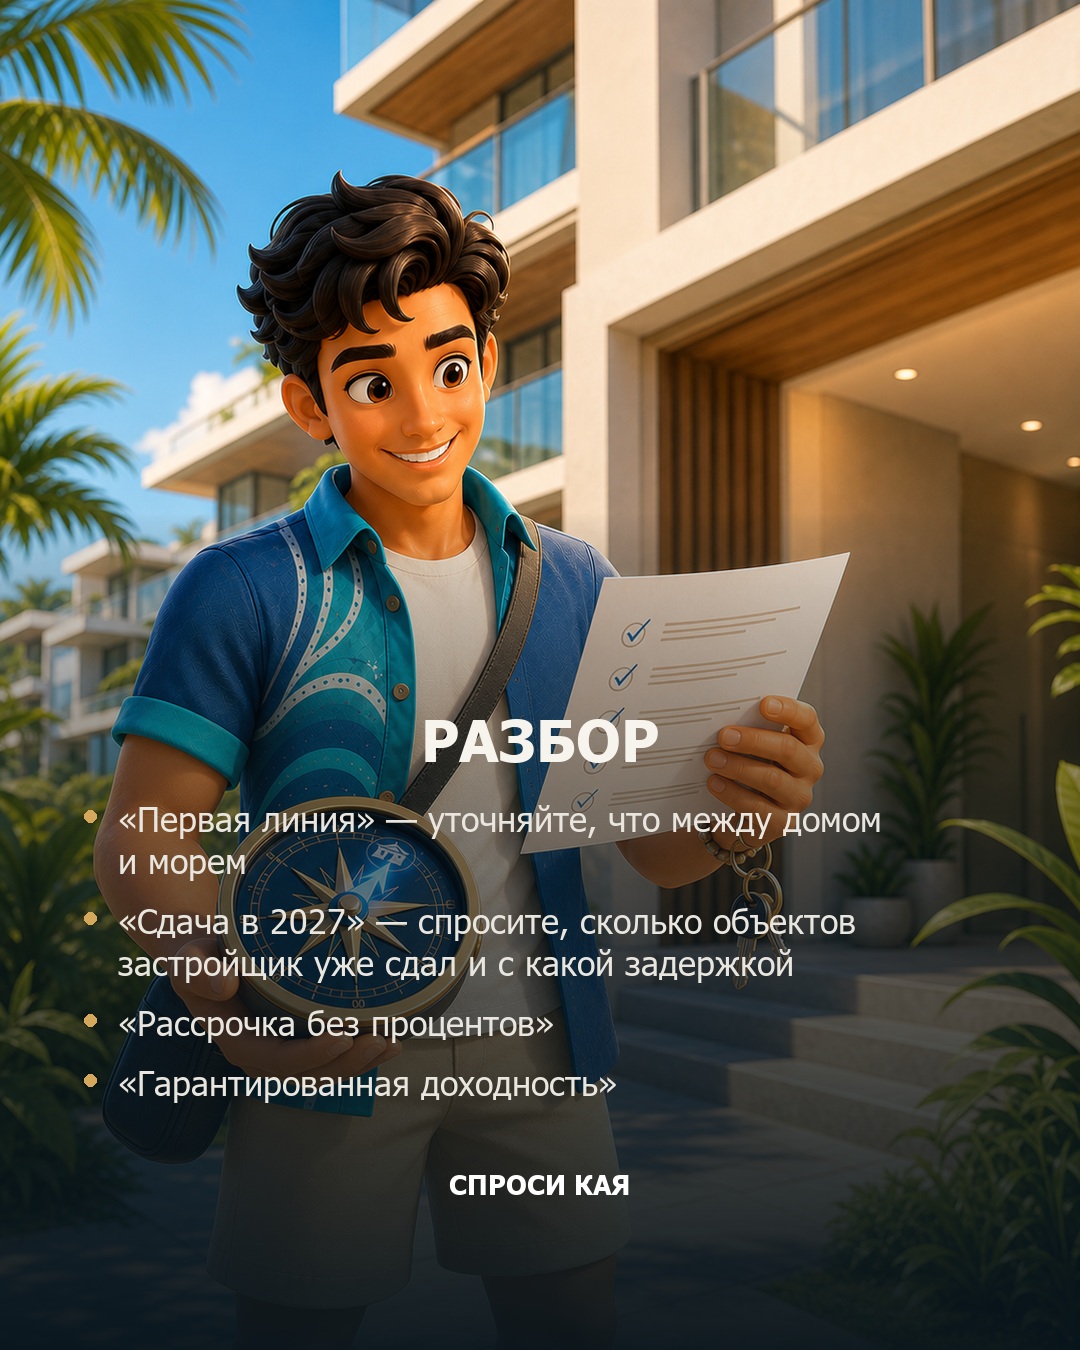 РАЗБОР
«Первая линия» — уточняйте, что между домом
и морем
«Сдача в 2027» — спросите, сколько объектов
застройщик уже сдал и с какой задержкой
«Рассрочка без процентов»
«Гарантированная доходность»
СПРОСИ КАЯ